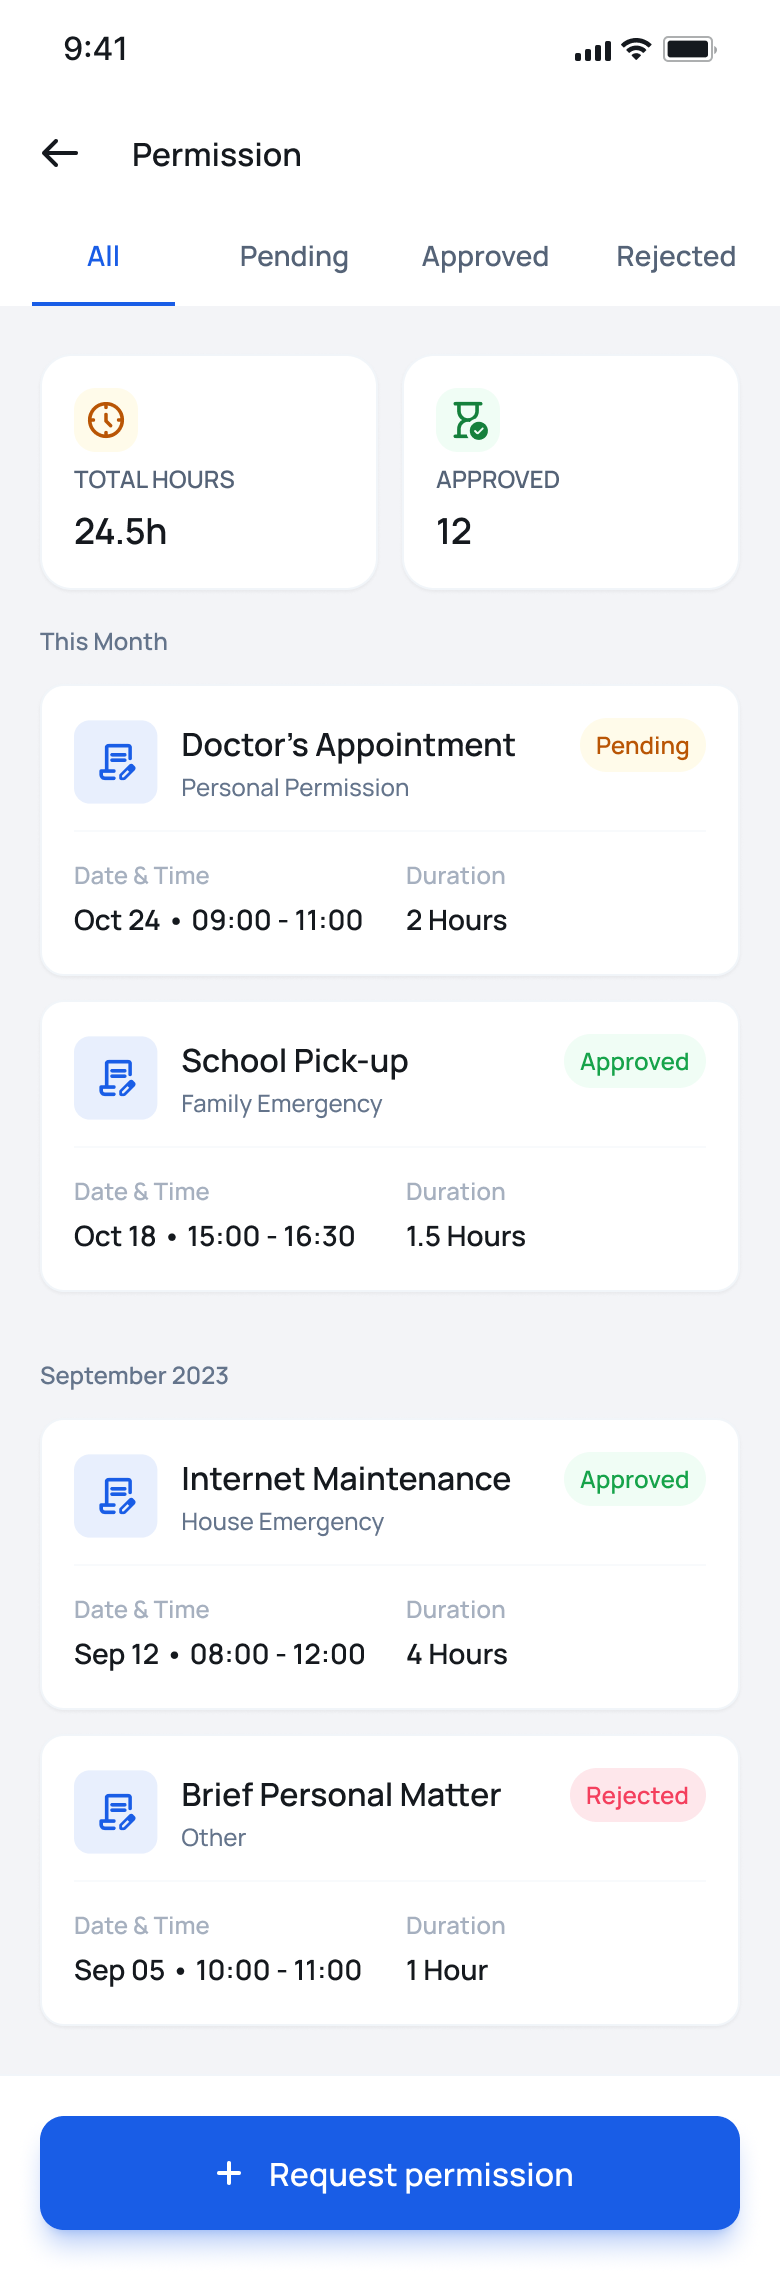 9:41
Permission
All Pending Approved Rejected
TOTAL HOURS
24.5h
APPROVED
12
This Month
Doctor’s Appointment
Pending
Personal Permission
Date & Time Duration
Oct 24 • 09:00 - 11:00 2 Hours
School Pick-up
Approved
Family Emergency
Date & Time Duration
Oct 18 • 15:00 - 16:30 1.5 Hours
September 2023
Internet Maintenance
Approved
House Emergency
Date & Time Duration
Sep 12 • 08:00 - 12:00 4 Hours
Brief Personal Matter
Rejected
Other
Date & Time Duration
Sep 05 • 10:00 - 11:00 1 Hour
+ Request permission